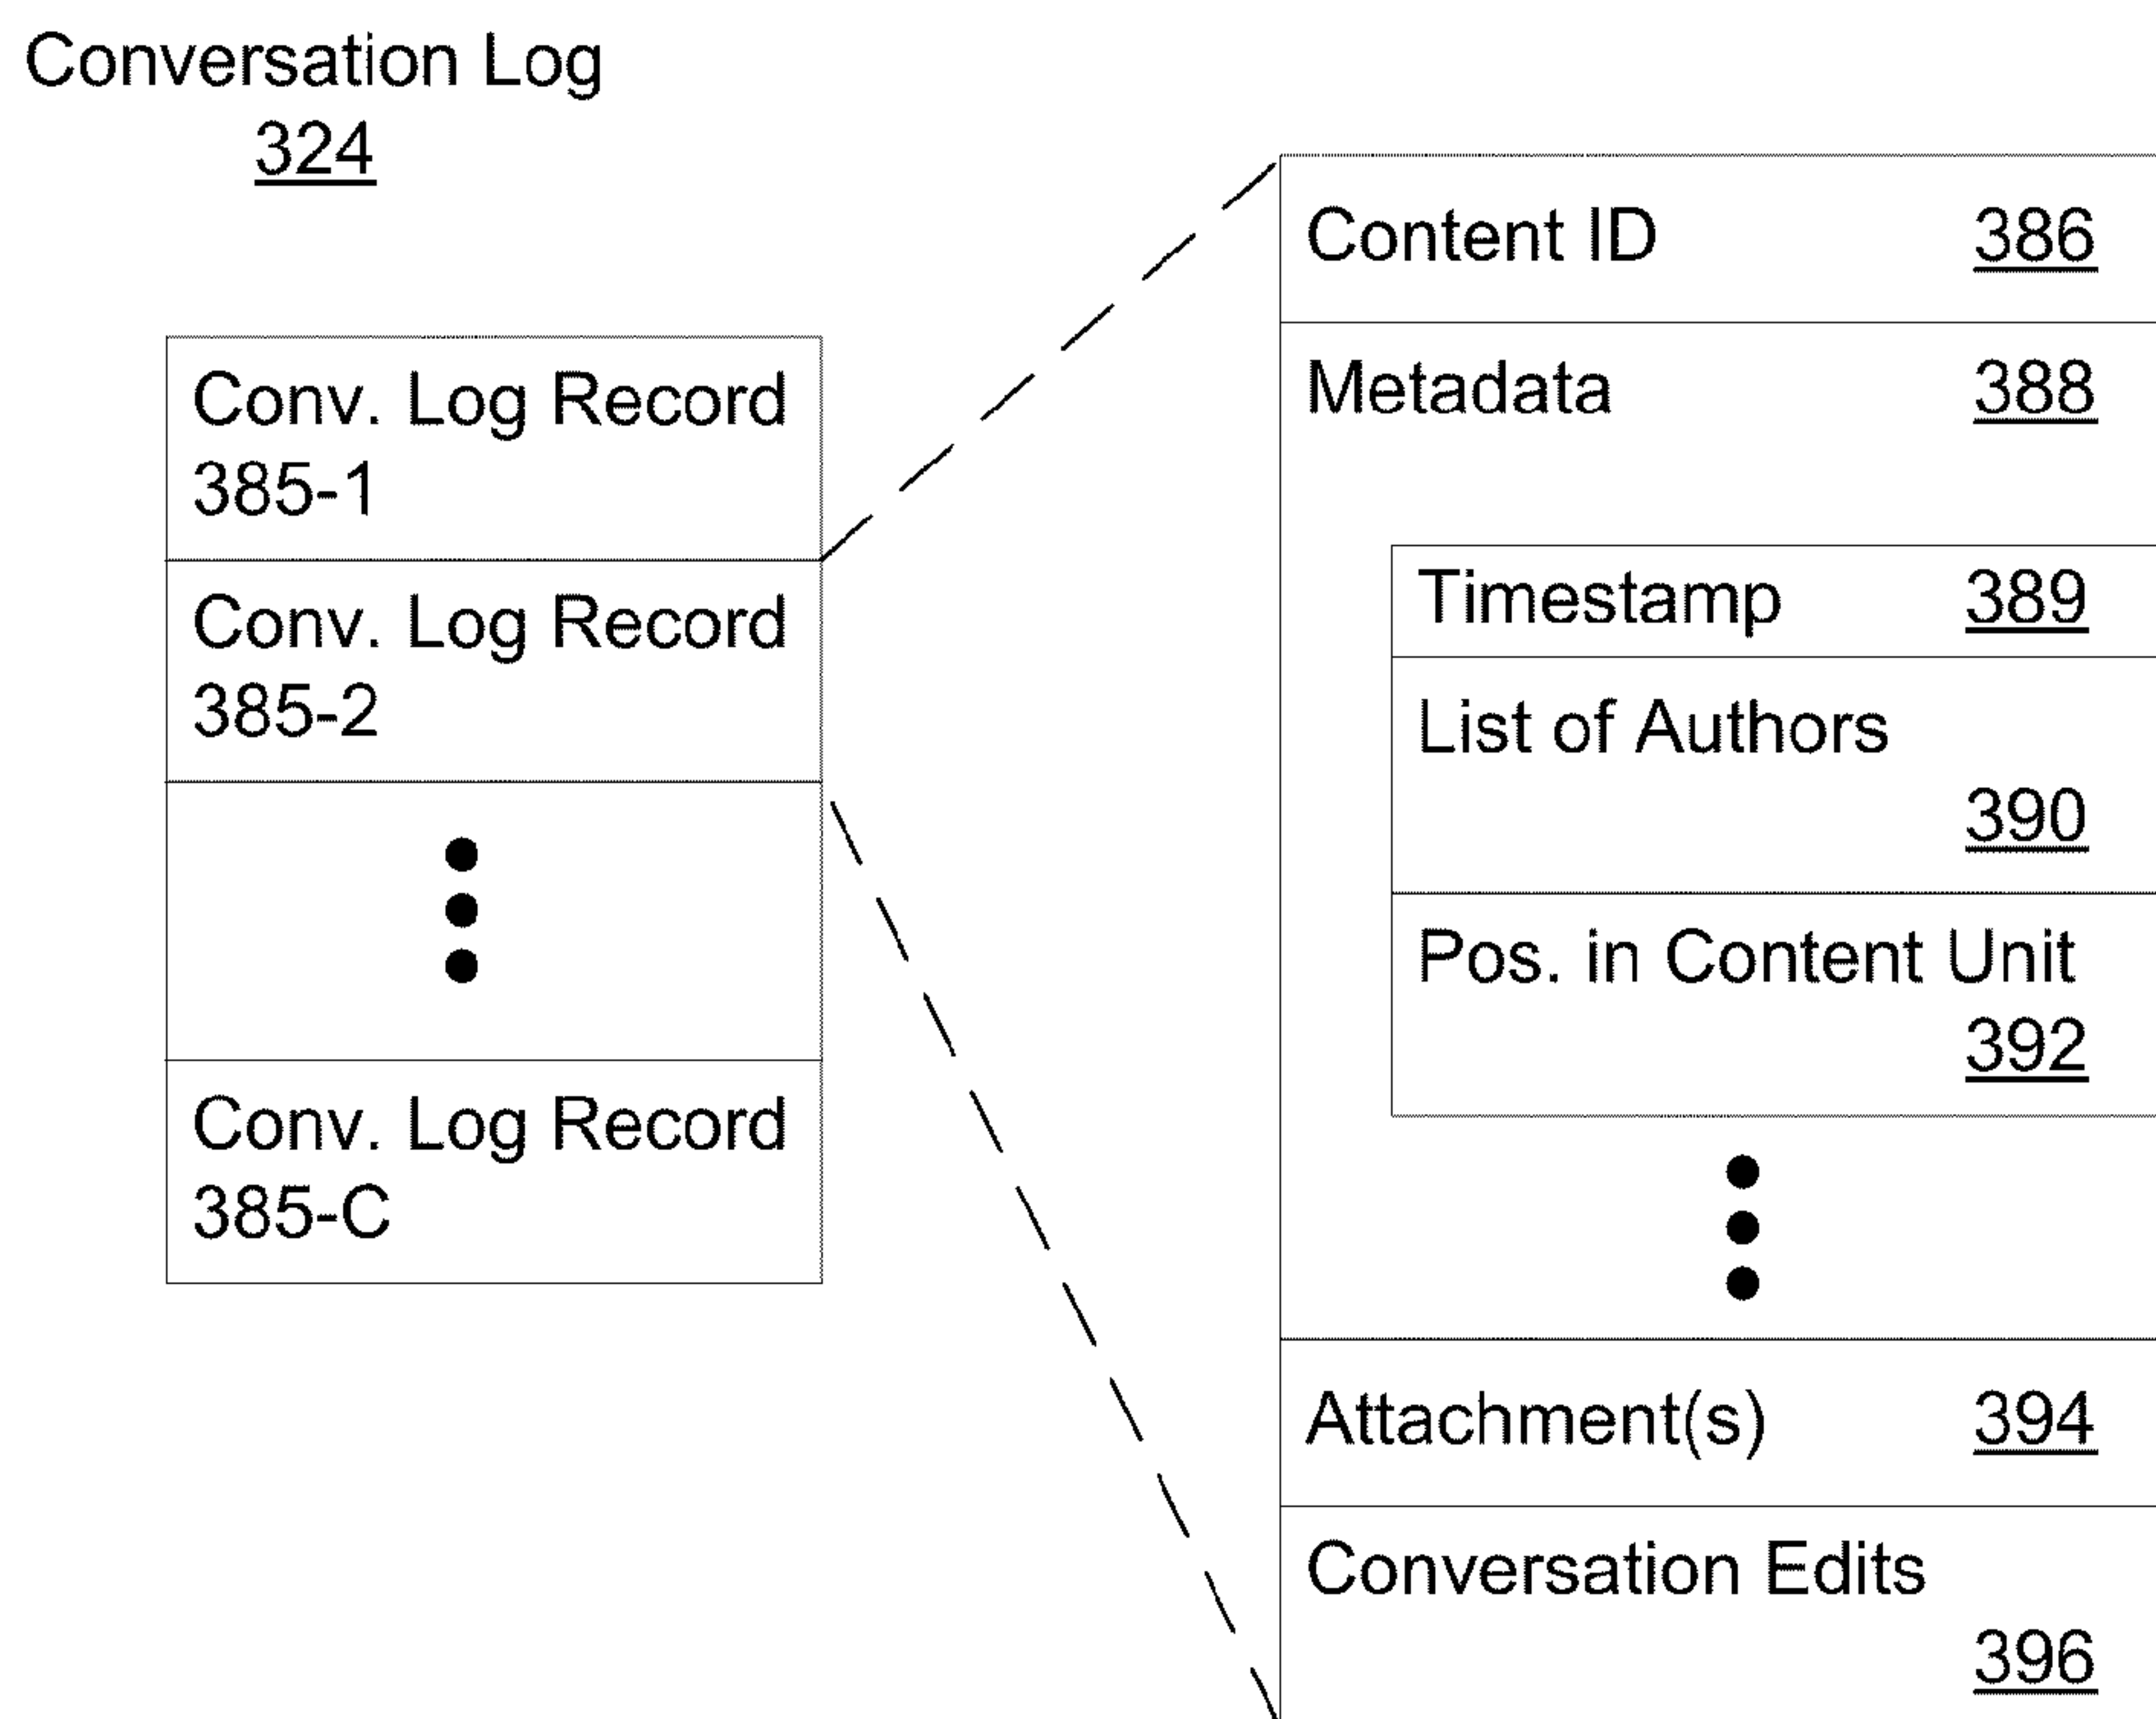 Conversation Log
324
Conv. Log Record
385-1
Conv. Log Record
385-2
Conv. Log Record
385-C
Content ID 386
Metadata 388
Timestamp 389
List of Authors
390
Pos. in Content Unit
392
Attachment(s) 394
Conversation Edits
396